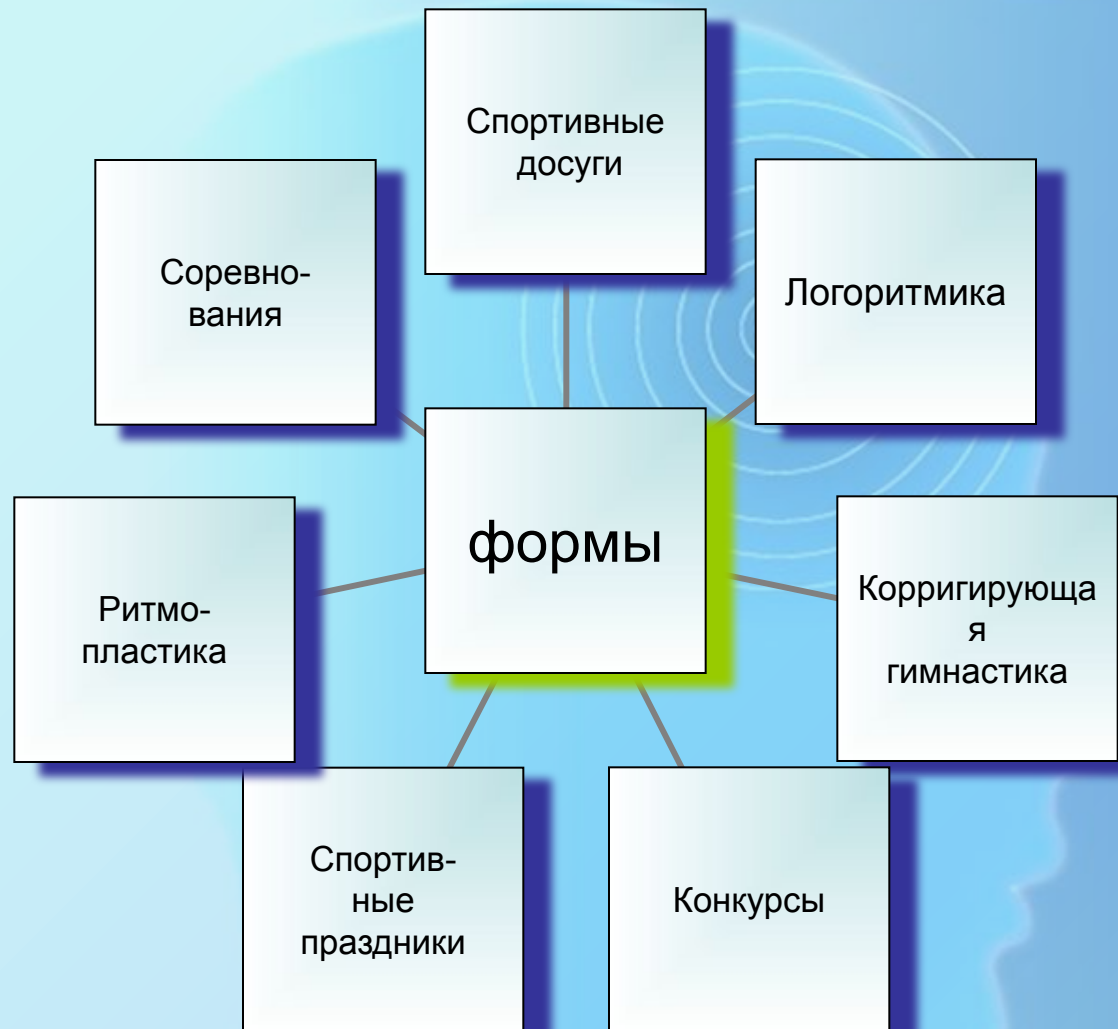 Спортивные
досуги
Соревно-
вания
Логоритмика
формы
Корригирующа
я
гимнастика
Ритмо-
пластика
Спортив-
ные
праздники
Конкурсы